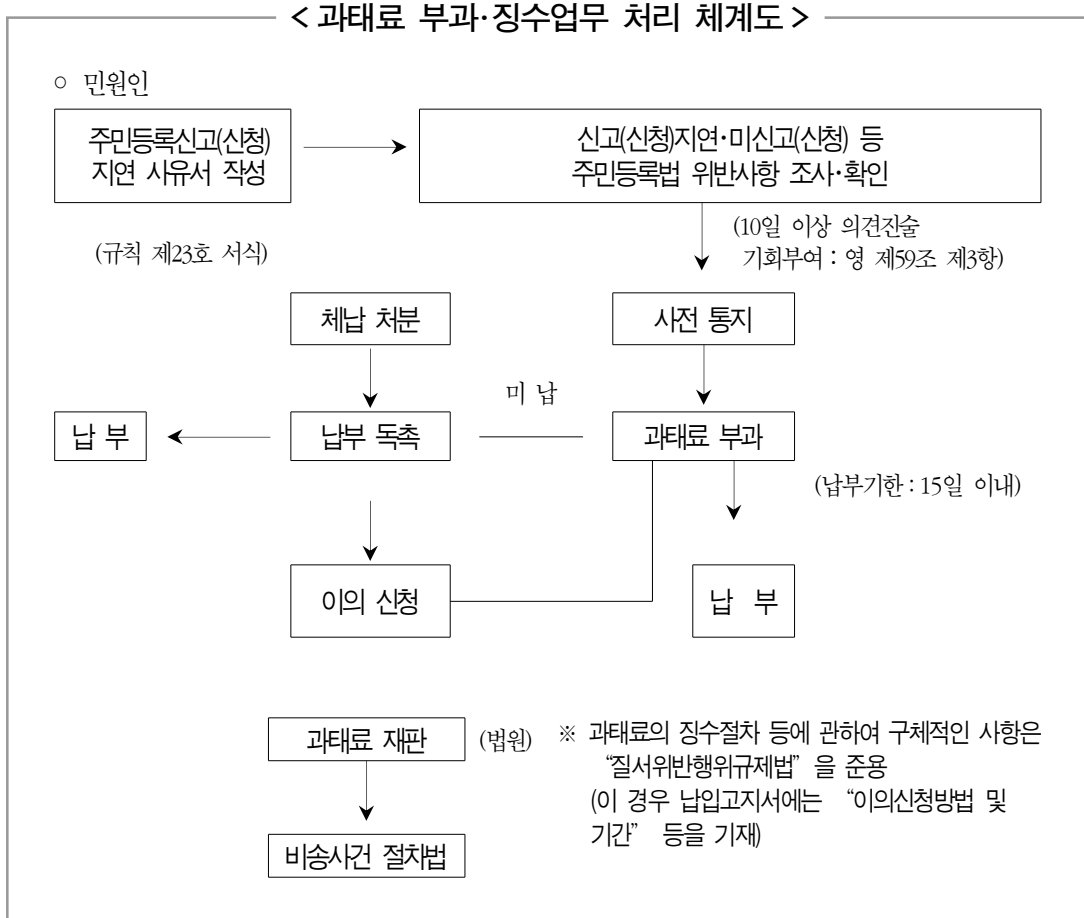 < 과태료 부과·징수업무 처리 체계도 >
○ 민원인
주민등록신고(신청)
지연 사유서 작성
신고(신청)지연·미신고(신청) 등
주민등록법 위반사항 조사·확인
(규칙 제23호 서식)
(10일 이상 의견진술
기회부여 : 영 제59조 제3항)
체납 처분
사전 통지
미 납
납 부
납부 독촉
과태료 부과
(납부기한 : 15일 이내)
이의 신청
납 부
과태료 재판
(법원)
※ 과태료의 징수절차 등에 관하여 구체적인 사항은
“질서위반행위규제법” 을 준용
(이 경우 납입고지서에는 “이의신청방법 및
기간” 등을 기재)
비송사건 절차법